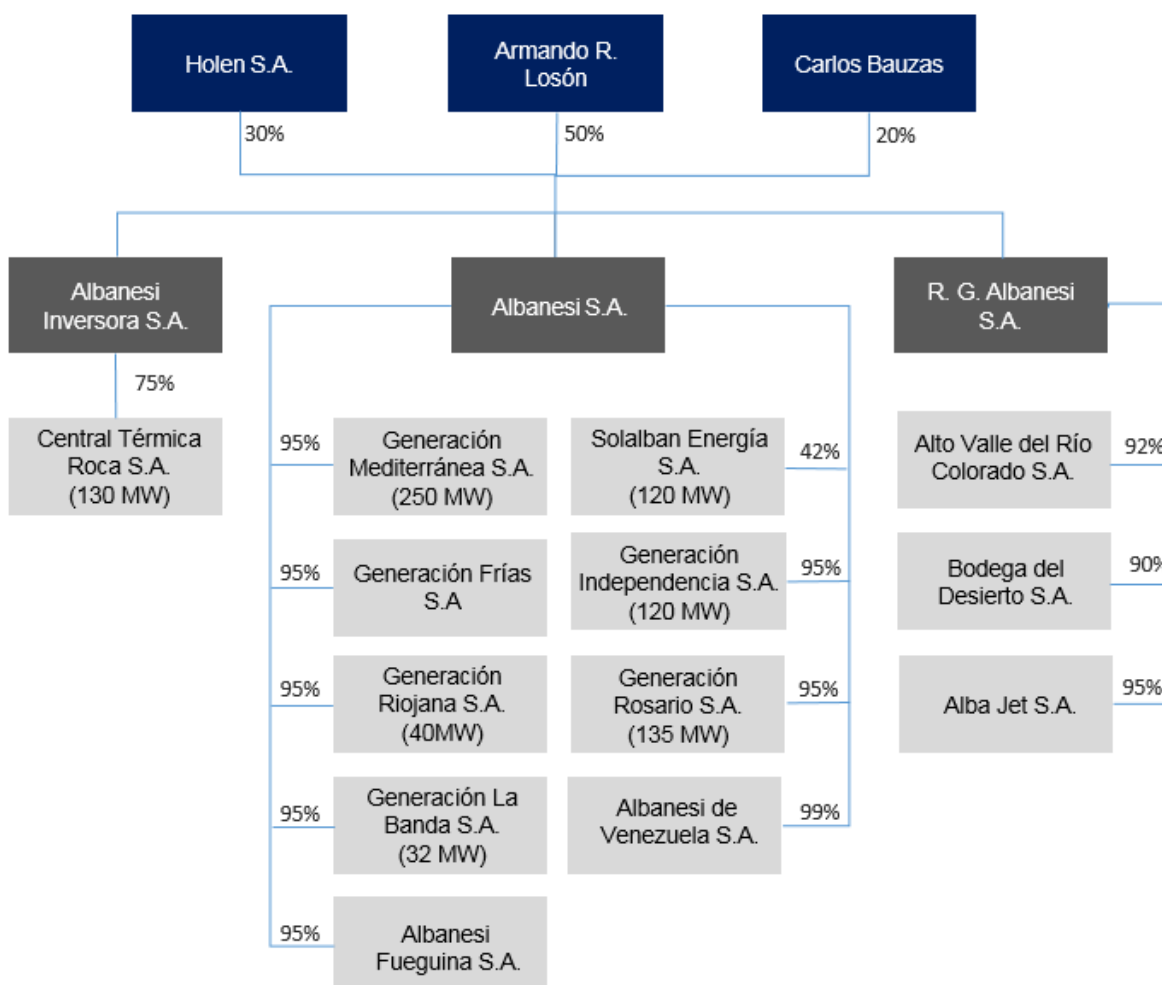 Holen S.A.
Armando R.
Losón
Carlos Bauzas
30%
50%
20%
Albanesi
Inversora S.A.
Albanesi S.A.
R. G. Albanesi
S.A.
75%
Central Térmica
Roca S.A.
(130 MW)
95%
Generación
Mediterránea S.A.
(250 MW)
Solalban Energía
S.A.
(120 MW)
42%
Alto Valle del Río
Colorado S.A.
92%
95%
Generación Frías
S.A
Generación
Independencia S.A.
(120 MW)
95%
Bodega del
Desierto S.A.
90%
95%
Generación
Riojana S.A.
(40MW)
Generación
Rosario S.A.
(135 MW)
95%
Alba Jet S.A.
95%
95%
Generación La
Banda S.A.
(32 MW)
Albanesi de
Venezuela S.A.
99%
95%
Albanesi
Fueguina S.A.